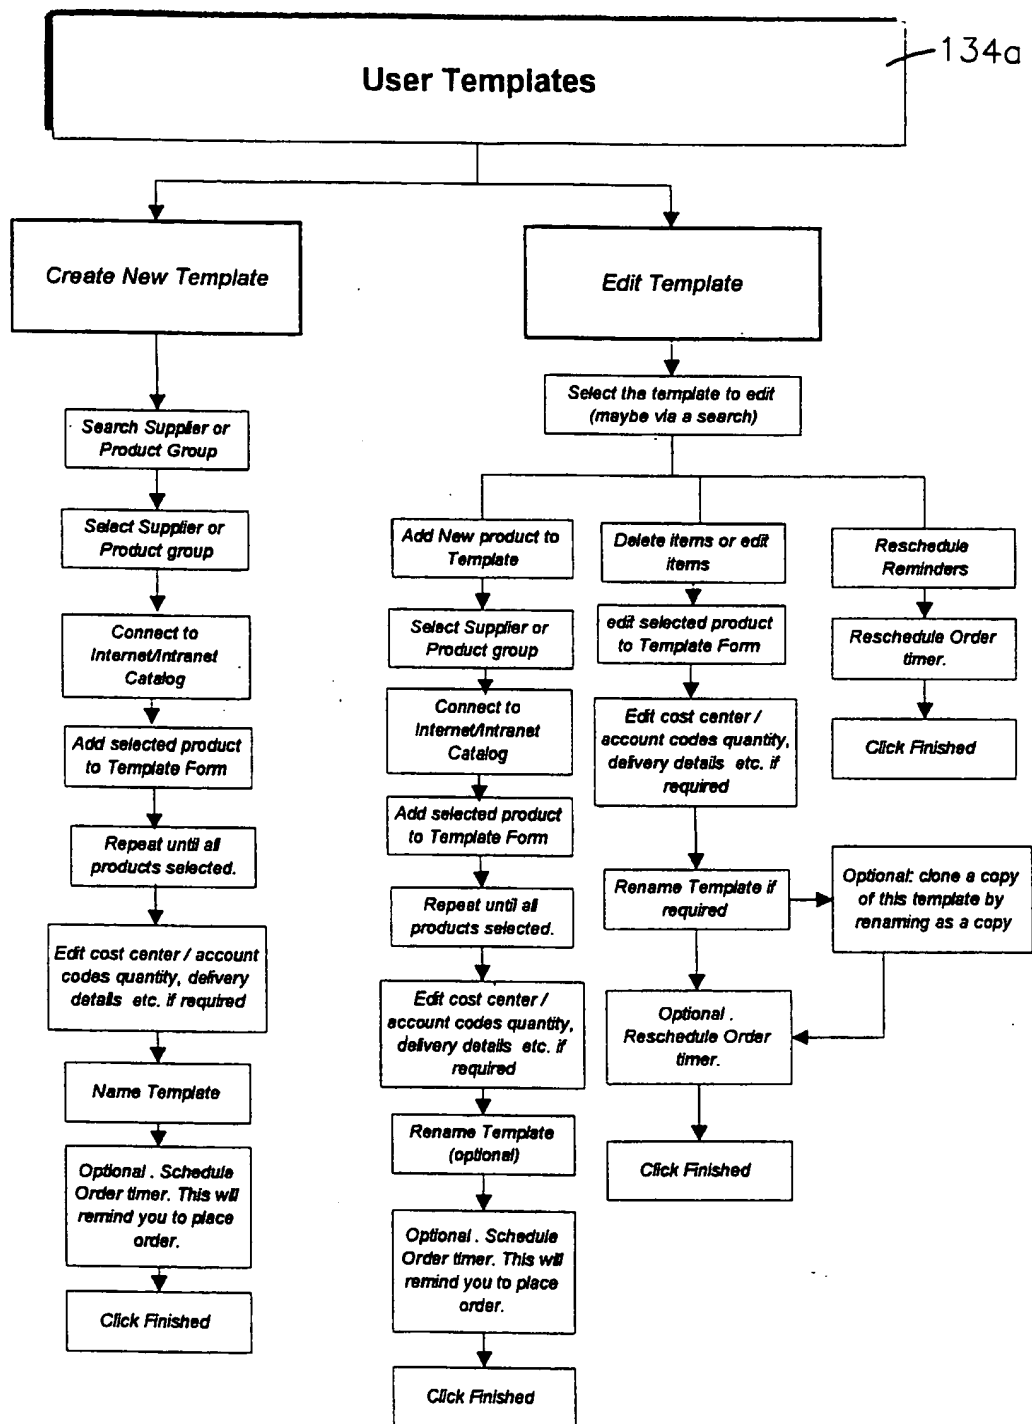 User Templates
134a
Create New Template
Search Supplier or
Product Group
Select Supplier or
Product group
Connect to
Internet/Intranet
Catalog
Add selected product
to Template Form
Repeat until all
products selected.
Edit cost center / account
codes quantity, delivery
details etc. if required
Name Template
Optional . Schedule
Order timer. This will
remind you to place
order.
Click Finished
Edit Template
Select the template to edit
(maybe via a search)
Add New product to
Template
Select Supplier or
Product group
Connect to
Internet/Intranet
Catalog
Add selected product
to Template Form
Repeat until all
products selected.
Edit cost center /
account codes quantity,
delivery details etc. if
required
Rename Template
(optional)
Optional . Schedule
Order timer. This will
remind you to place
order.
Click Finished
Delete items or edit
items
edit selected product
to Template Form
Edit cost center /
account codes quantity,
delivery details etc. if
required
Rename Template if
required
Optional: clone a copy
of this template by
renaming as a copy
Optional .
Reschedule Order
timer.
Click Finished
Reschedule
Reminders
Reschedule Order
timer.
Click Finished